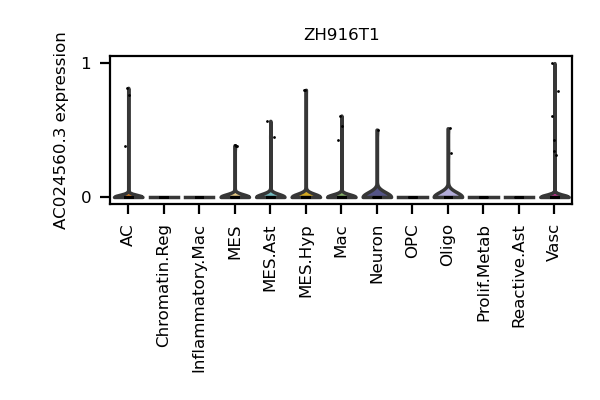 ZH916T1
AC024560.3 expression
1
0
AC
Chromatin.Reg
Inflammatory.Mac
MES
MES.Ast
MES.Hyp
Mac
Neuron
OPC
Oligo
Prolif.Metab
Reactive.Ast
Vasc